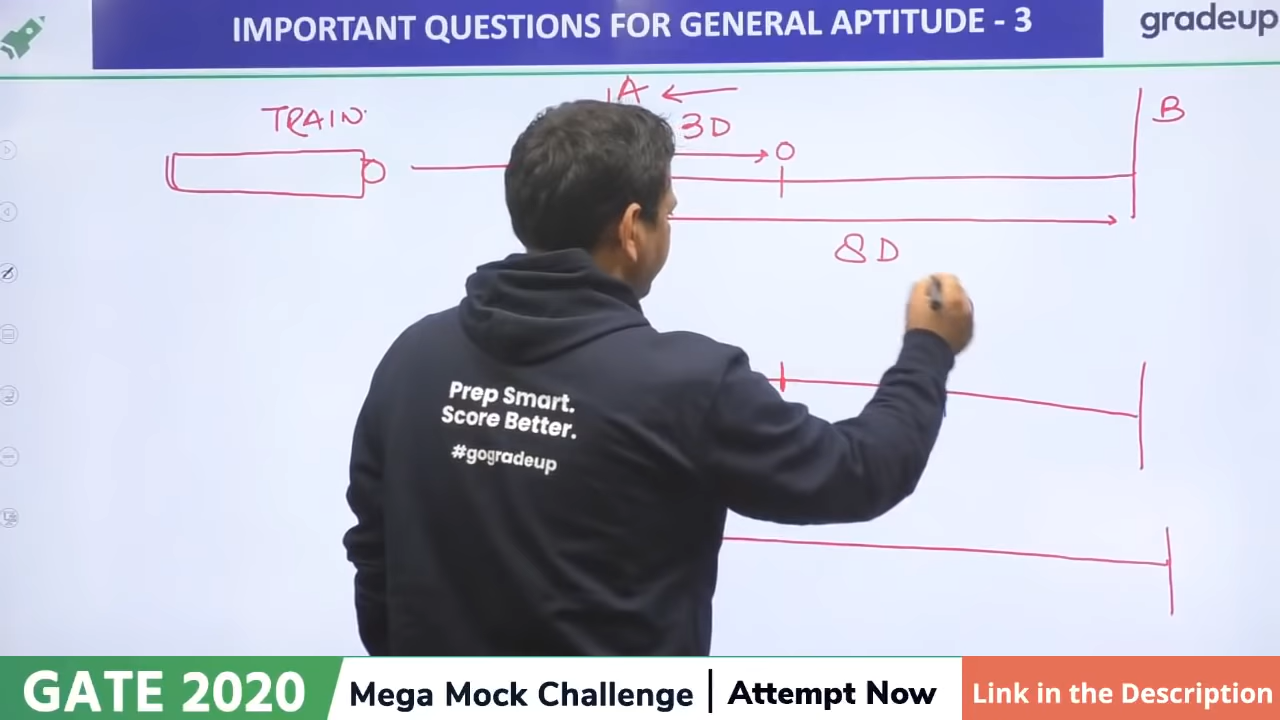 IMPORTANT QUESTIONS FOR GENERAL APTITUDE - 3
gradeup
A
TRAIN
3D
B
8D
Prep Smart.
Score Better.
#gogradeup
GATE 2020
Mega Mock Challenge
Attempt Now
Link in the Description